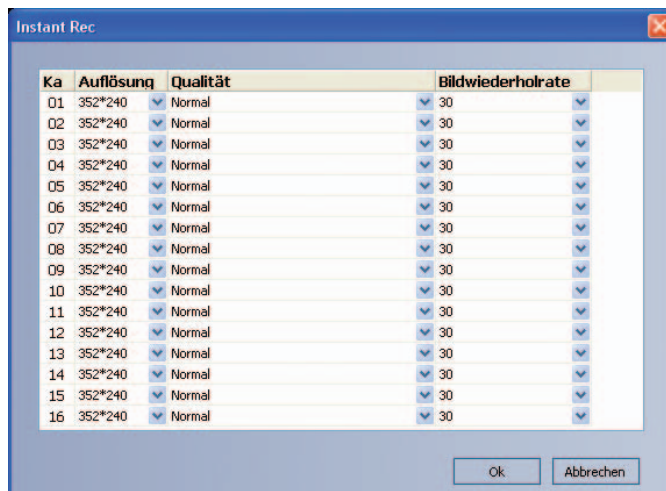 Instant Rec
Ka Auflösung Qualität Bildwiederholrate
01 352*240 Normal 30
02 352*240 Normal 30
03 352*240 Normal 30
04 352*240 Normal 30
05 352*240 Normal 30
06 352*240 Normal 30
07 352*240 Normal 30
08 352*240 Normal 30
09 352*240 Normal 30
10 352*240 Normal 30
11 352*240 Normal 30
12 352*240 Normal 30
13 352*240 Normal 30
14 352*240 Normal 30
15 352*240 Normal 30
16 352*240 Normal 30
Ok Abbrechen